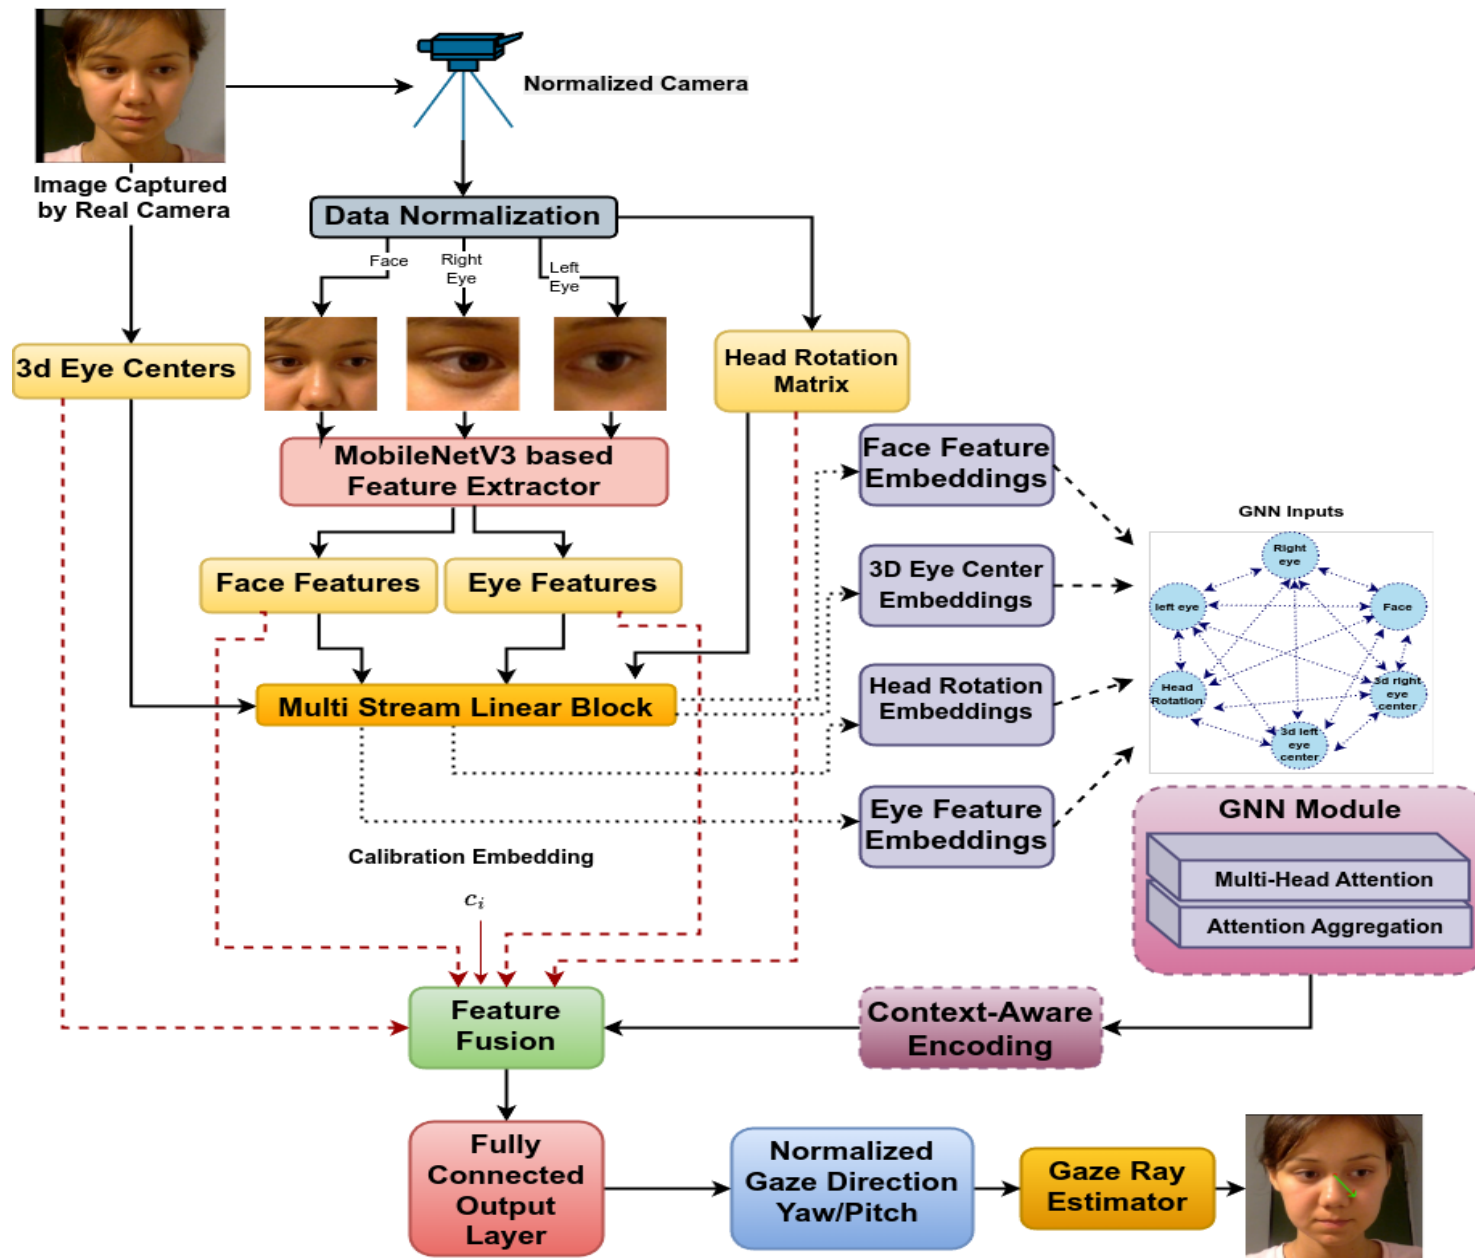 Normalized Camera
Image Captured
by Real Camera
Data Normalization
Face
Right
Eye
Left
Eye
3d Eye Centers
Head Rotation
Matrix
MobileNetV3 based
Feature Extractor
Face Feature
Embeddings
GNN Inputs
Right
eye
left eye
Face
Head
Rotation
3d right
eye
center
3d left
eye
center
Face Features
Eye Features
3D Eye Center
Embeddings
Multi Stream Linear Block
Head Rotation
Embeddings
Eye Feature
Embeddings
GNN Module
Multi-Head Attention
Attention Aggregation
Calibration Embedding
c_i
Feature
Fusion
Context-Aware
Encoding
Fully
Connected
Output
Layer
Normalized
Gaze Direction
Yaw/Pitch
Gaze Ray
Estimator